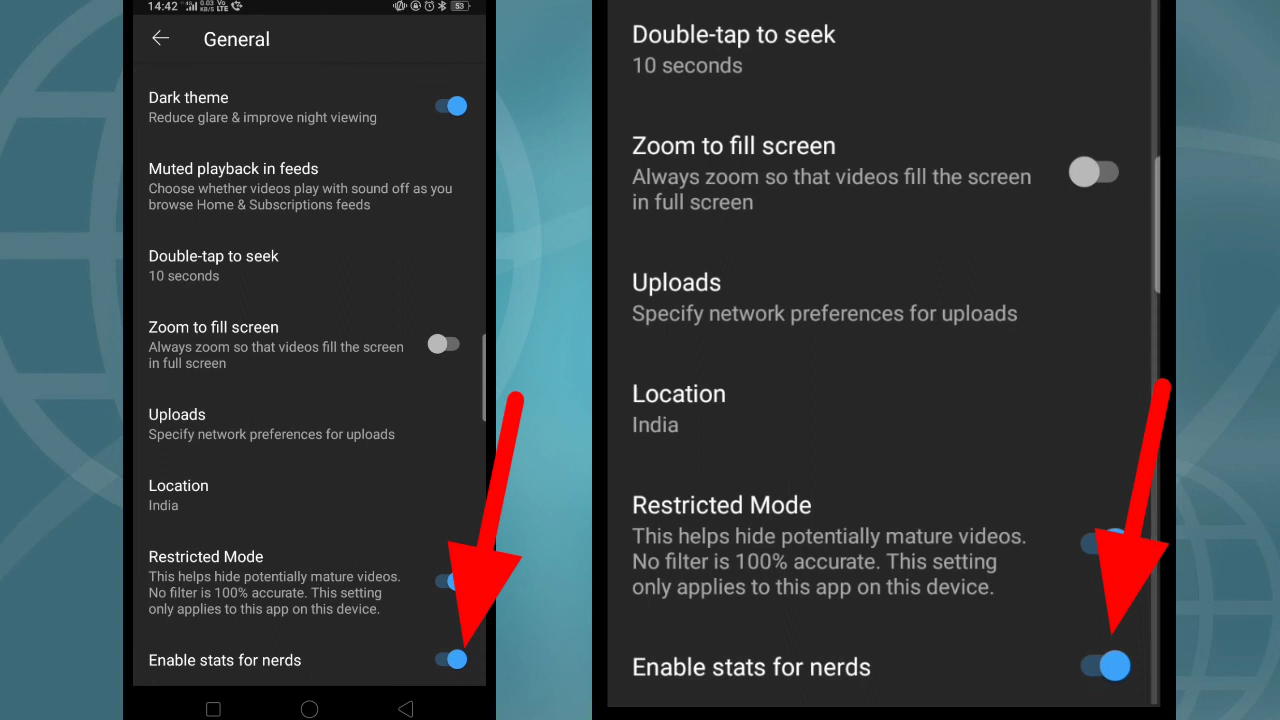 14:42 4G 0.03 KB/S Vo LTE 53
General
Dark theme
Reduce glare & improve night viewing
Muted playback in feeds
Choose whether videos play with sound off as you
browse Home & Subscriptions feeds
Double-tap to seek
10 seconds
Zoom to fill screen
Always zoom so that videos fill the screen
in full screen
Uploads
Specify network preferences for uploads
Location
India
Restricted Mode
This helps hide potentially mature videos.
No filter is 100% accurate. This setting
only applies to this app on this device.
Enable stats for nerds
Double-tap to seek
10 seconds
Zoom to fill screen
Always zoom so that videos fill the screen
in full screen
Uploads
Specify network preferences for uploads
Location
India
Restricted Mode
This helps hide potentially mature videos.
No filter is 100% accurate. This setting
only applies to this app on this device.
Enable stats for nerds